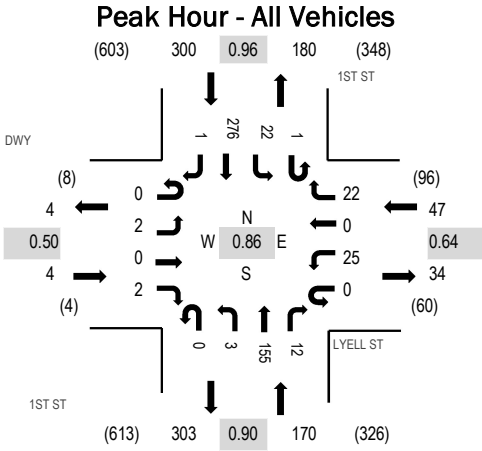 Peak Hour - All Vehicles
(603) 300 0.96 180 (348)
1ST ST
1 276 22 1
DWY
(8) 0 22 (96)
4 47
2 N 0
0.50 W 0.86 E 0.64
0 S 25
4 34
2 0
(4) (60)
0 3 155 12
LYELL ST
1ST ST
(613) 303 0.90 170 (326)